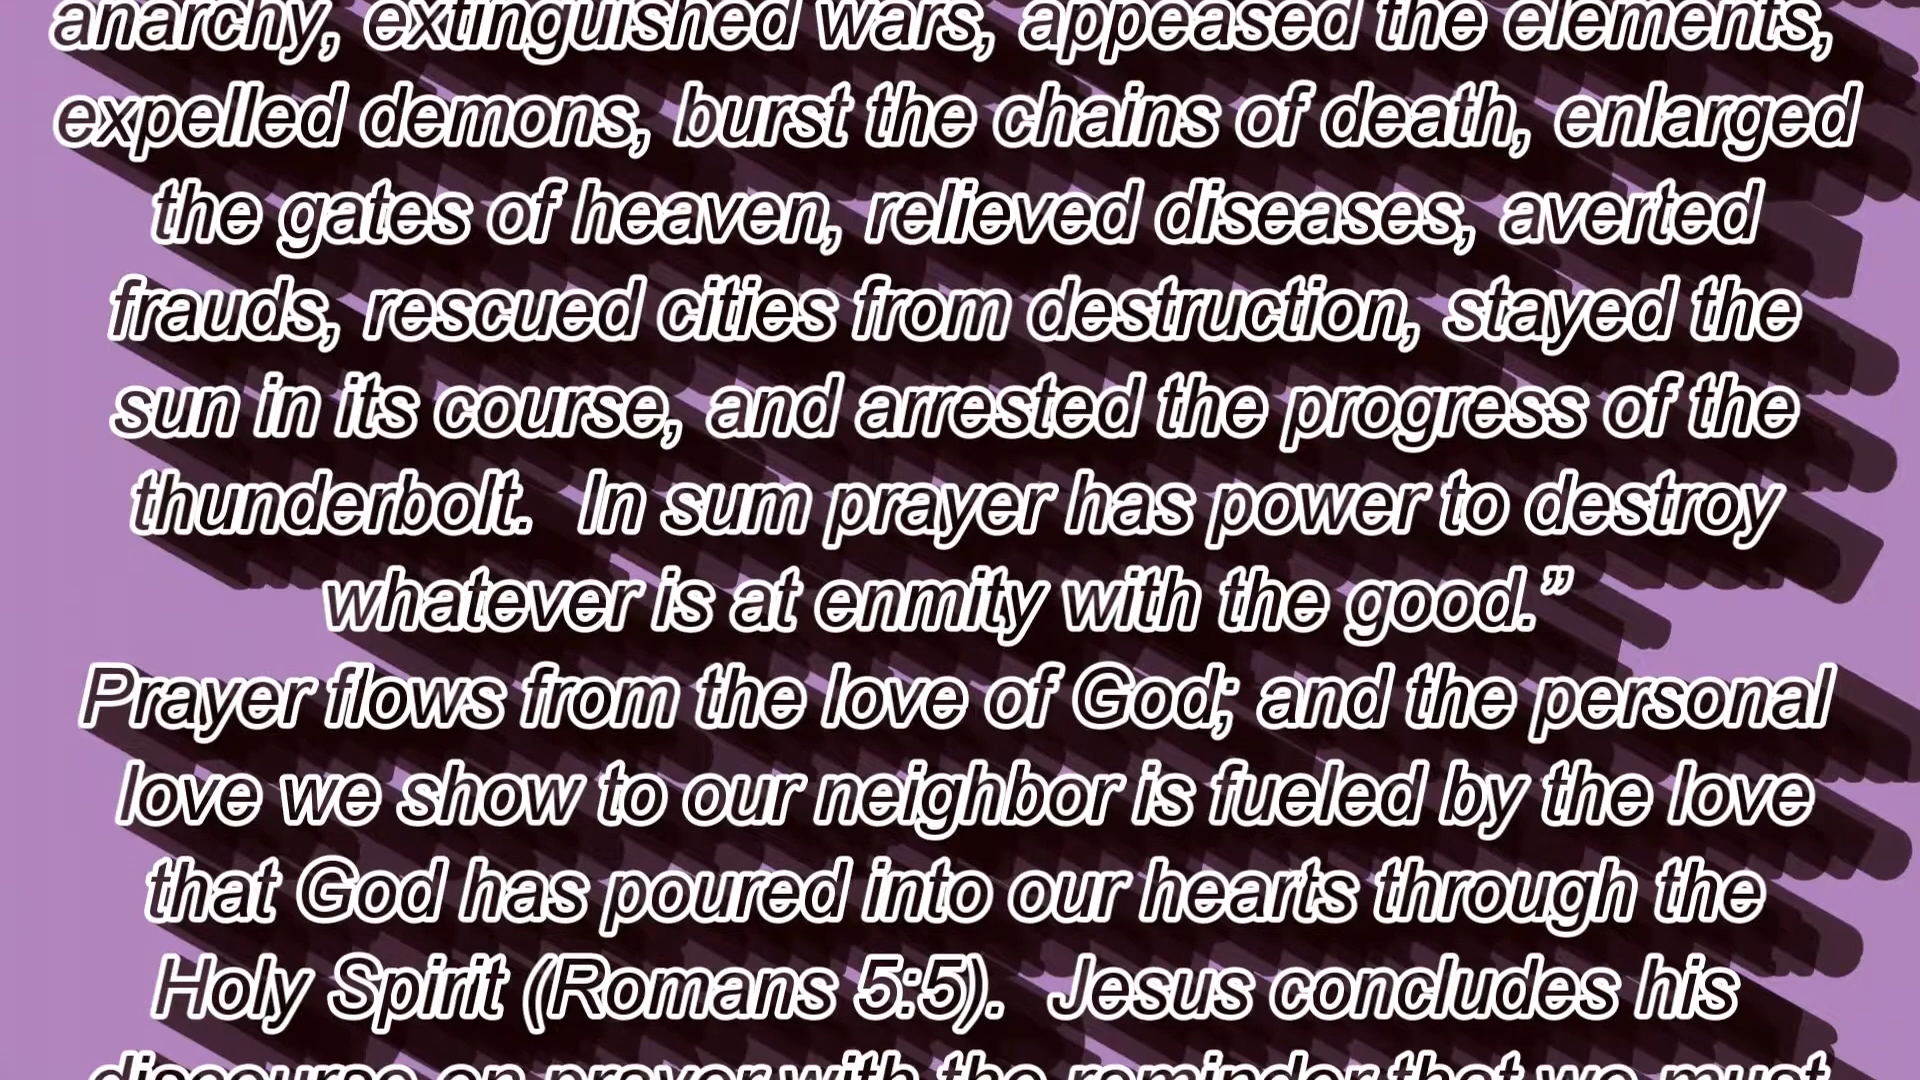 anarchy, extinguished wars, appeased the elements,
expelled demons, burst the chains of death, enlarged
the gates of heaven, relieved diseases, averted
frauds, rescued cities from destruction, stayed the
sun in its course, and arrested the progress of the
thunderbolt.  In sum prayer has power to destroy
whatever is at enmity with the good.”
Prayer flows from the love of God; and the personal
love we show to our neighbor is fueled by the love
that God has poured into our hearts through the
Holy Spirit (Romans 5:5).  Jesus concludes his
discourse on prayer with the reminder that we must